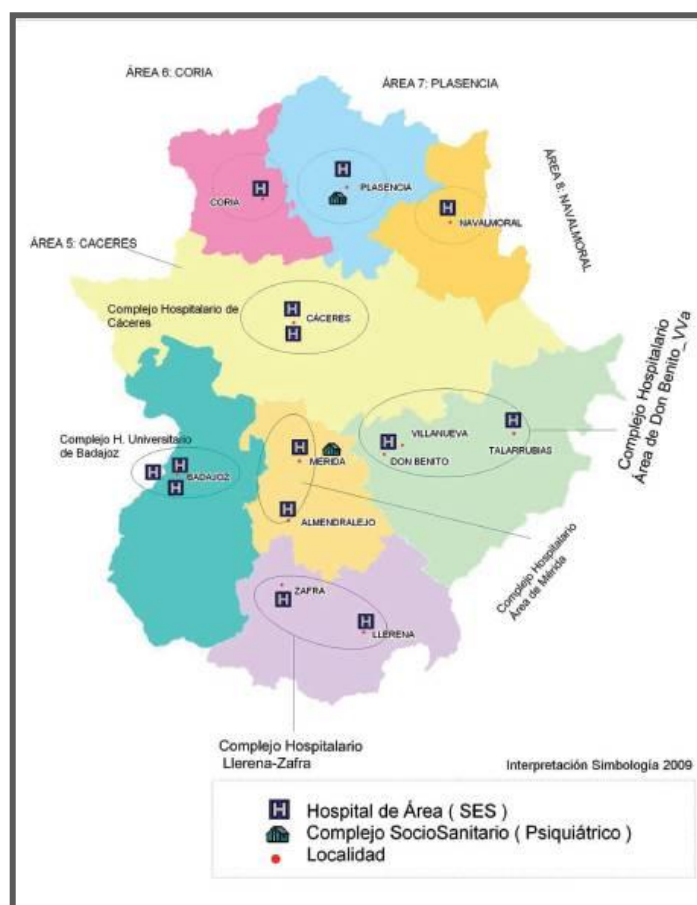 ÁREA 6: CORIA
ÁREA 7: PLASENCIA
ÁREA 8: NAVALMORAL
PLASENCIA
CORIA
NAVALMORAL
ÁREA 5: CACERES
Complejo Hospitalario de
Cáceres
CÁCERES
Complejo Hospitalario
Área de Don Benito_VVa
VILLANUEVA
Complejo H. Universitario
de Badajoz
TALARRUBIAS
MERIDA
DON BENITO
BADAJOZ
ALMENDRALEJO
Complejo Hospitalario
Área de Mérida
ZAFRA
LLERENA
Complejo Hospitalario
Llerena-Zafra
Interpretación Simbología 2009
H Hospital de Área ( SES )
Complejo SocioSanitario ( Psiquiátrico )
Localidad